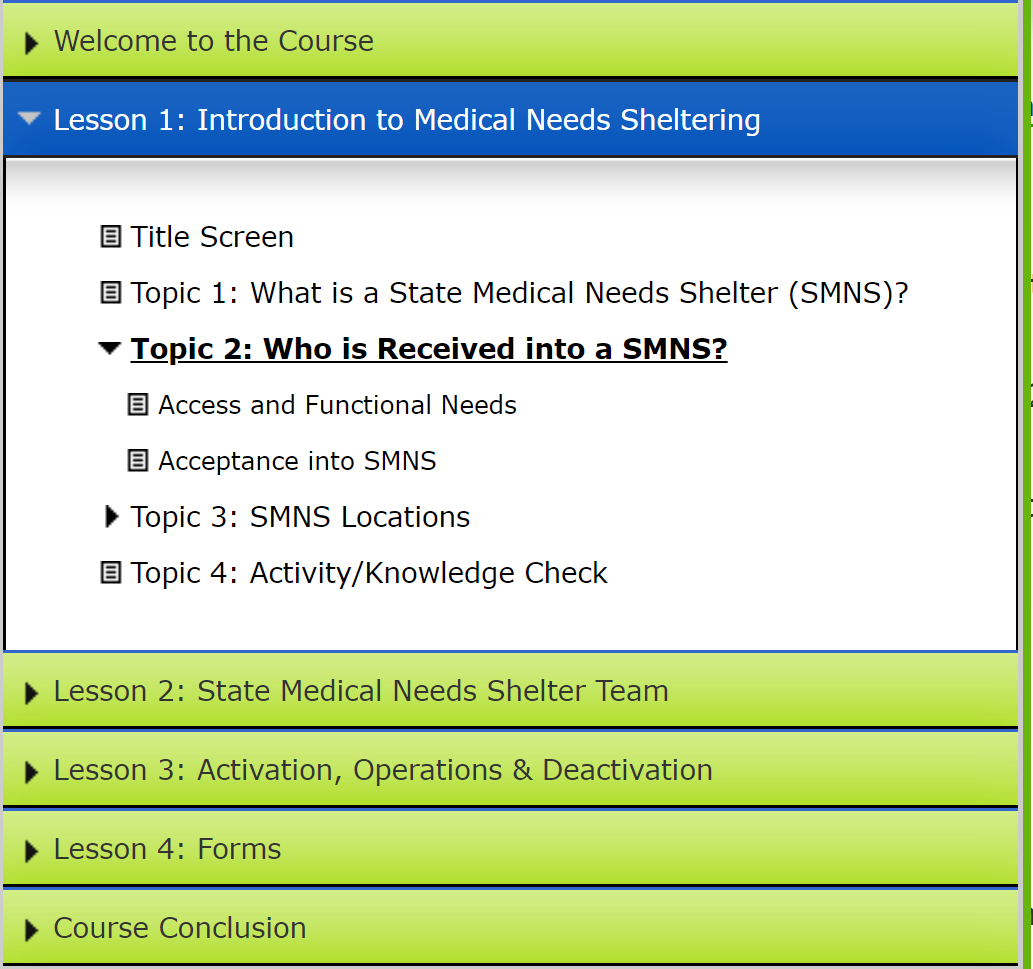 Welcome to the Course
Lesson 1: Introduction to Medical Needs Sheltering
Title Screen
Topic 1: What is a State Medical Needs Shelter (SMNS)?
Topic 2: Who is Received into a SMNS?
Access and Functional Needs
Acceptance into SMNS
Topic 3: SMNS Locations
Topic 4: Activity/Knowledge Check
Lesson 2: State Medical Needs Shelter Team
Lesson 3: Activation, Operations & Deactivation
Lesson 4: Forms
Course Conclusion